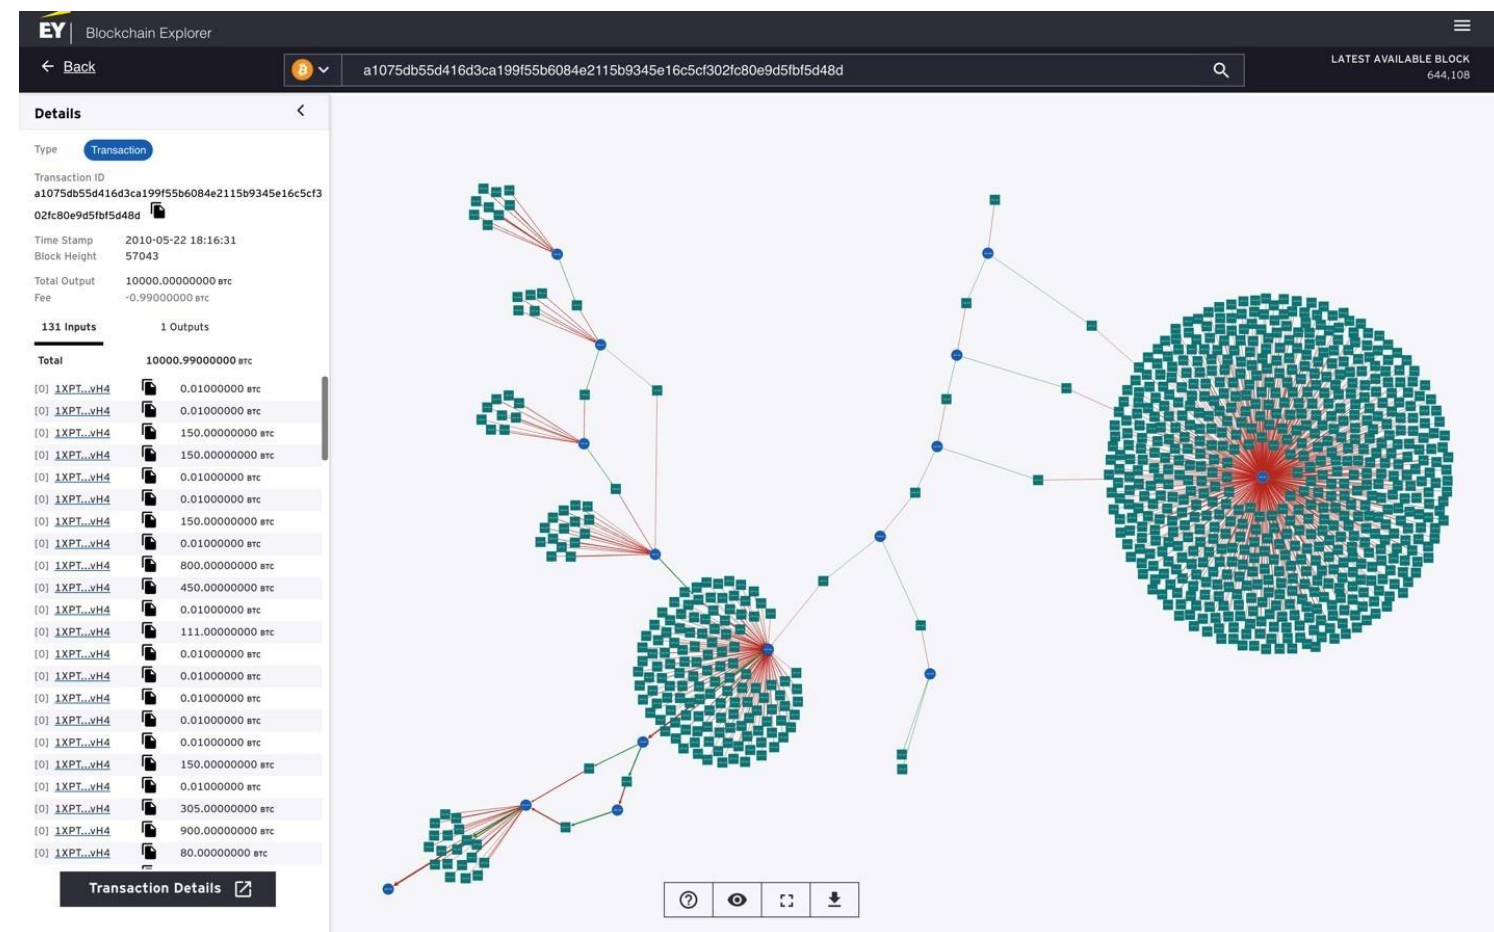 EY Blockchain Explorer
← Back
a1075db55d416d3ca199f55b6084e2115b9345e16c5cf302fc80e9d5fbf5d48d
LATEST AVAILABLE BLOCK
644,108
Details
Type Transaction
Transaction ID
a1075db55d416d3ca199f55b6084e2115b9345e16c5cf3
02fc80e9d5fbf5d48d
Time Stamp 2010-05-22 18:16:31
Block Height 57043
Total Output 10000.00000000 BTC
Fee -0.99000000 BTC
131 Inputs 1 Outputs
Total 10000.99000000 BTC
[0] 1XPT...vH4 0.01000000 BTC
[0] 1XPT...vH4 0.01000000 BTC
[0] 1XPT...vH4 150.00000000 BTC
[0] 1XPT...vH4 150.00000000 BTC
[0] 1XPT...vH4 0.01000000 BTC
[0] 1XPT...vH4 0.01000000 BTC
[0] 1XPT...vH4 150.00000000 BTC
[0] 1XPT...vH4 0.01000000 BTC
[0] 1XPT...vH4 800.00000000 BTC
[0] 1XPT...vH4 450.00000000 BTC
[0] 1XPT...vH4 0.01000000 BTC
[0] 1XPT...vH4 111.00000000 BTC
[0] 1XPT...vH4 0.01000000 BTC
[0] 1XPT...vH4 0.01000000 BTC
[0] 1XPT...vH4 0.01000000 BTC
[0] 1XPT...vH4 0.01000000 BTC
[0] 1XPT...vH4 0.01000000 BTC
[0] 1XPT...vH4 150.00000000 BTC
[0] 1XPT...vH4 0.01000000 BTC
[0] 1XPT...vH4 305.00000000 BTC
[0] 1XPT...vH4 900.00000000 BTC
[0] 1XPT...vH4 80.00000000 BTC
Transaction Details